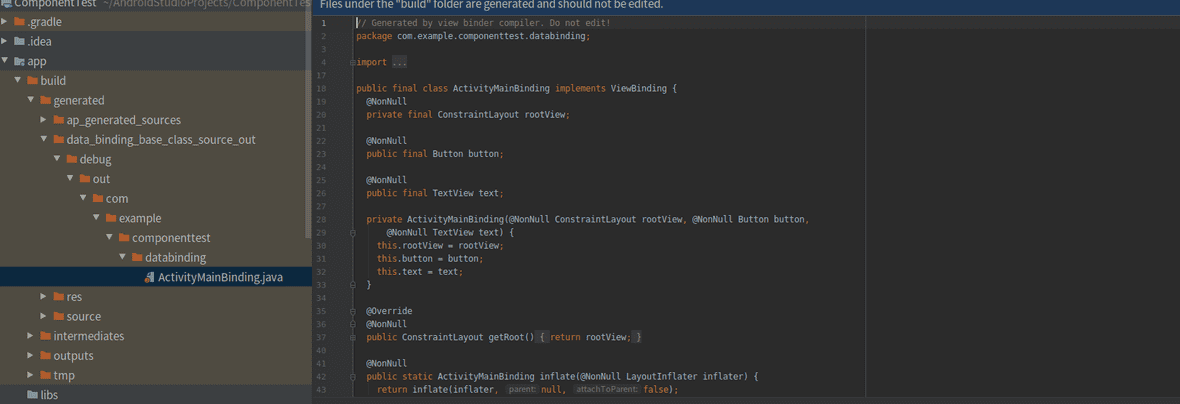 ComponentTest ~/AndroidStudioProjects/ComponentTes
.gradle
.idea
app
build
generated
ap_generated_sources
data_binding_base_class_source_out
debug
out
com
example
componenttest
databinding
ActivityMainBinding.java
res
source
intermediates
outputs
tmp
libs
Files under the "build" folder are generated and should not be edited.
1 // Generated by view binder compiler. Do not edit!
2 package com.example.componenttest.databinding;
3
4 import ...
17
18 public final class ActivityMainBinding implements ViewBinding {
19 @NonNull
20 private final ConstraintLayout rootView;
21
22 @NonNull
23 public final Button button;
24
25 @NonNull
26 public final TextView text;
27
28 private ActivityMainBinding(@NonNull ConstraintLayout rootView, @NonNull Button button,
29 @NonNull TextView text) {
30 this.rootView = rootView;
31 this.button = button;
32 this.text = text;
33 }
34
35 @Override
36 @NonNull
37 public ConstraintLayout getRoot() { return rootView; }
40
41 @NonNull
42 public static ActivityMainBinding inflate(@NonNull LayoutInflater inflater) {
43 return inflate(inflater, parent: null, attachToParent: false);